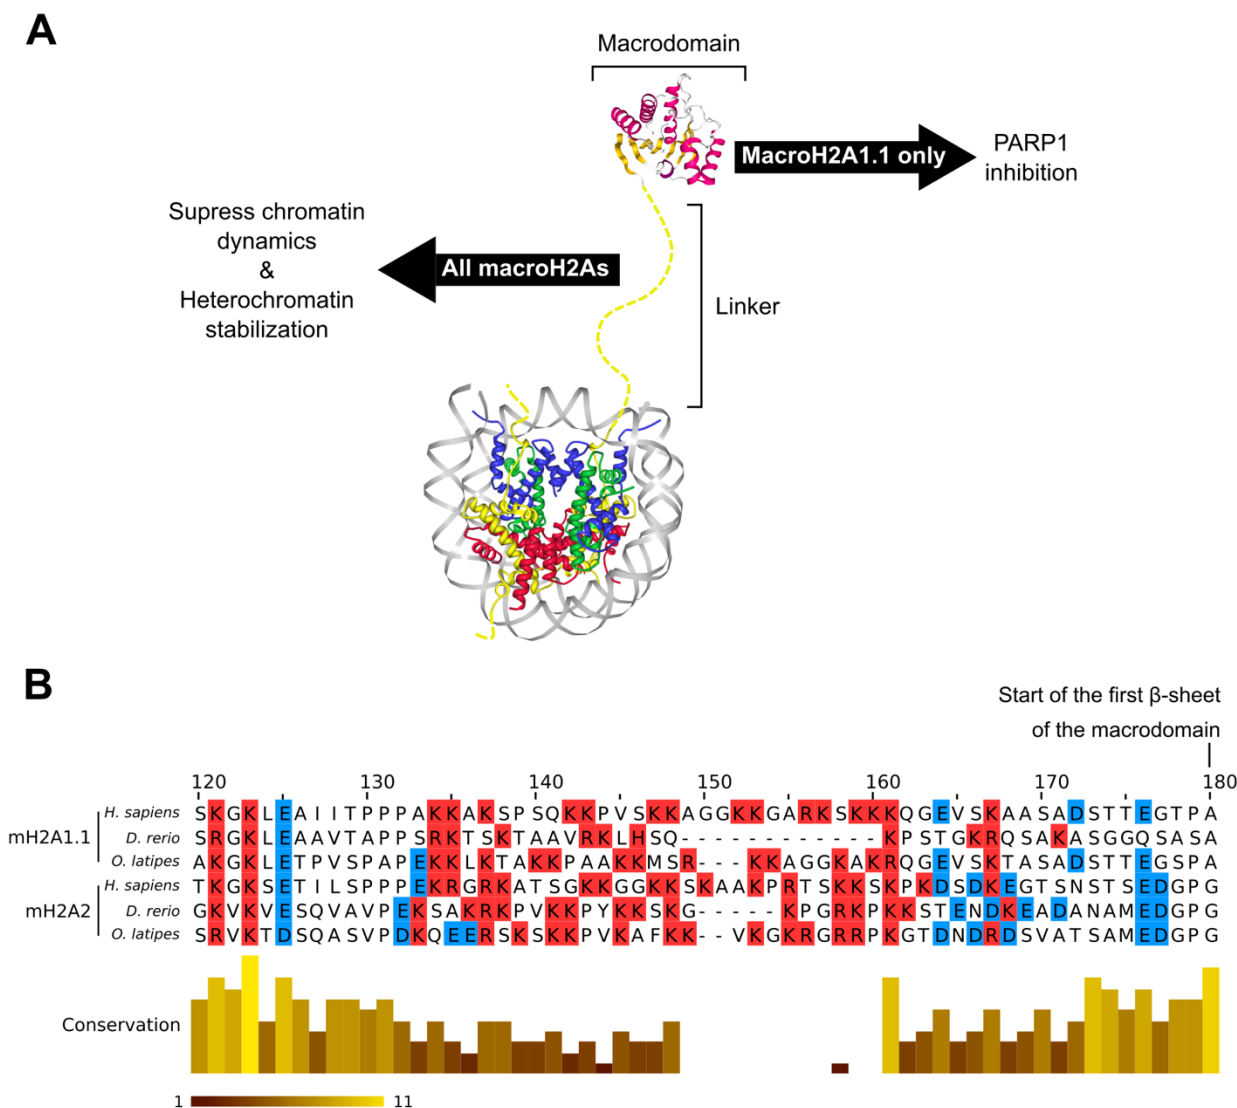 A
Macrodomain
MacroH2A1.1 only
PARP1
inhibition
Supress chromatin
dynamics
&
Heterochromatin
stabilization
All macroH2As
Linker
B
Start of the first β-sheet
of the macrodomain
120 130 140 150 160 170 180
mH2A1.1
H. sapiens SKGKLEAIITPPPAKKAKSPSQKKPVSKKAGGKKGARKSKKKQGEVSKAASADSTTEGTPA
D. rerio SRGKLEAAVTAPPSRKTSKTAAVRKLHSQ------------KPSTGKRQSAKASGGQSASA
O. latipes AKGKLETPVSPAPEKKLKTAKKPAAKKMSR---KKAGGKAKRQGEVSKTASADSTTEGSPA
mH2A2
H. sapiens TKGKSETILSPPPEKRGRKATSGKKGGKKSKAAKPRTSKKSKPKDSDKEGTSNSTSEDGPG
D. rerio GKVKVESQVAVPEKSAKRKPVKKPYKKSKG-----KPGRKPKKSTENDKEADANAMEDGPG
O. latipes SRVKTDSQASVPDKQEERSKSKKPVKAFKK--VKGKRGRRPKGTDNDRDSVATSAMEDGPG
Conservation
1 11